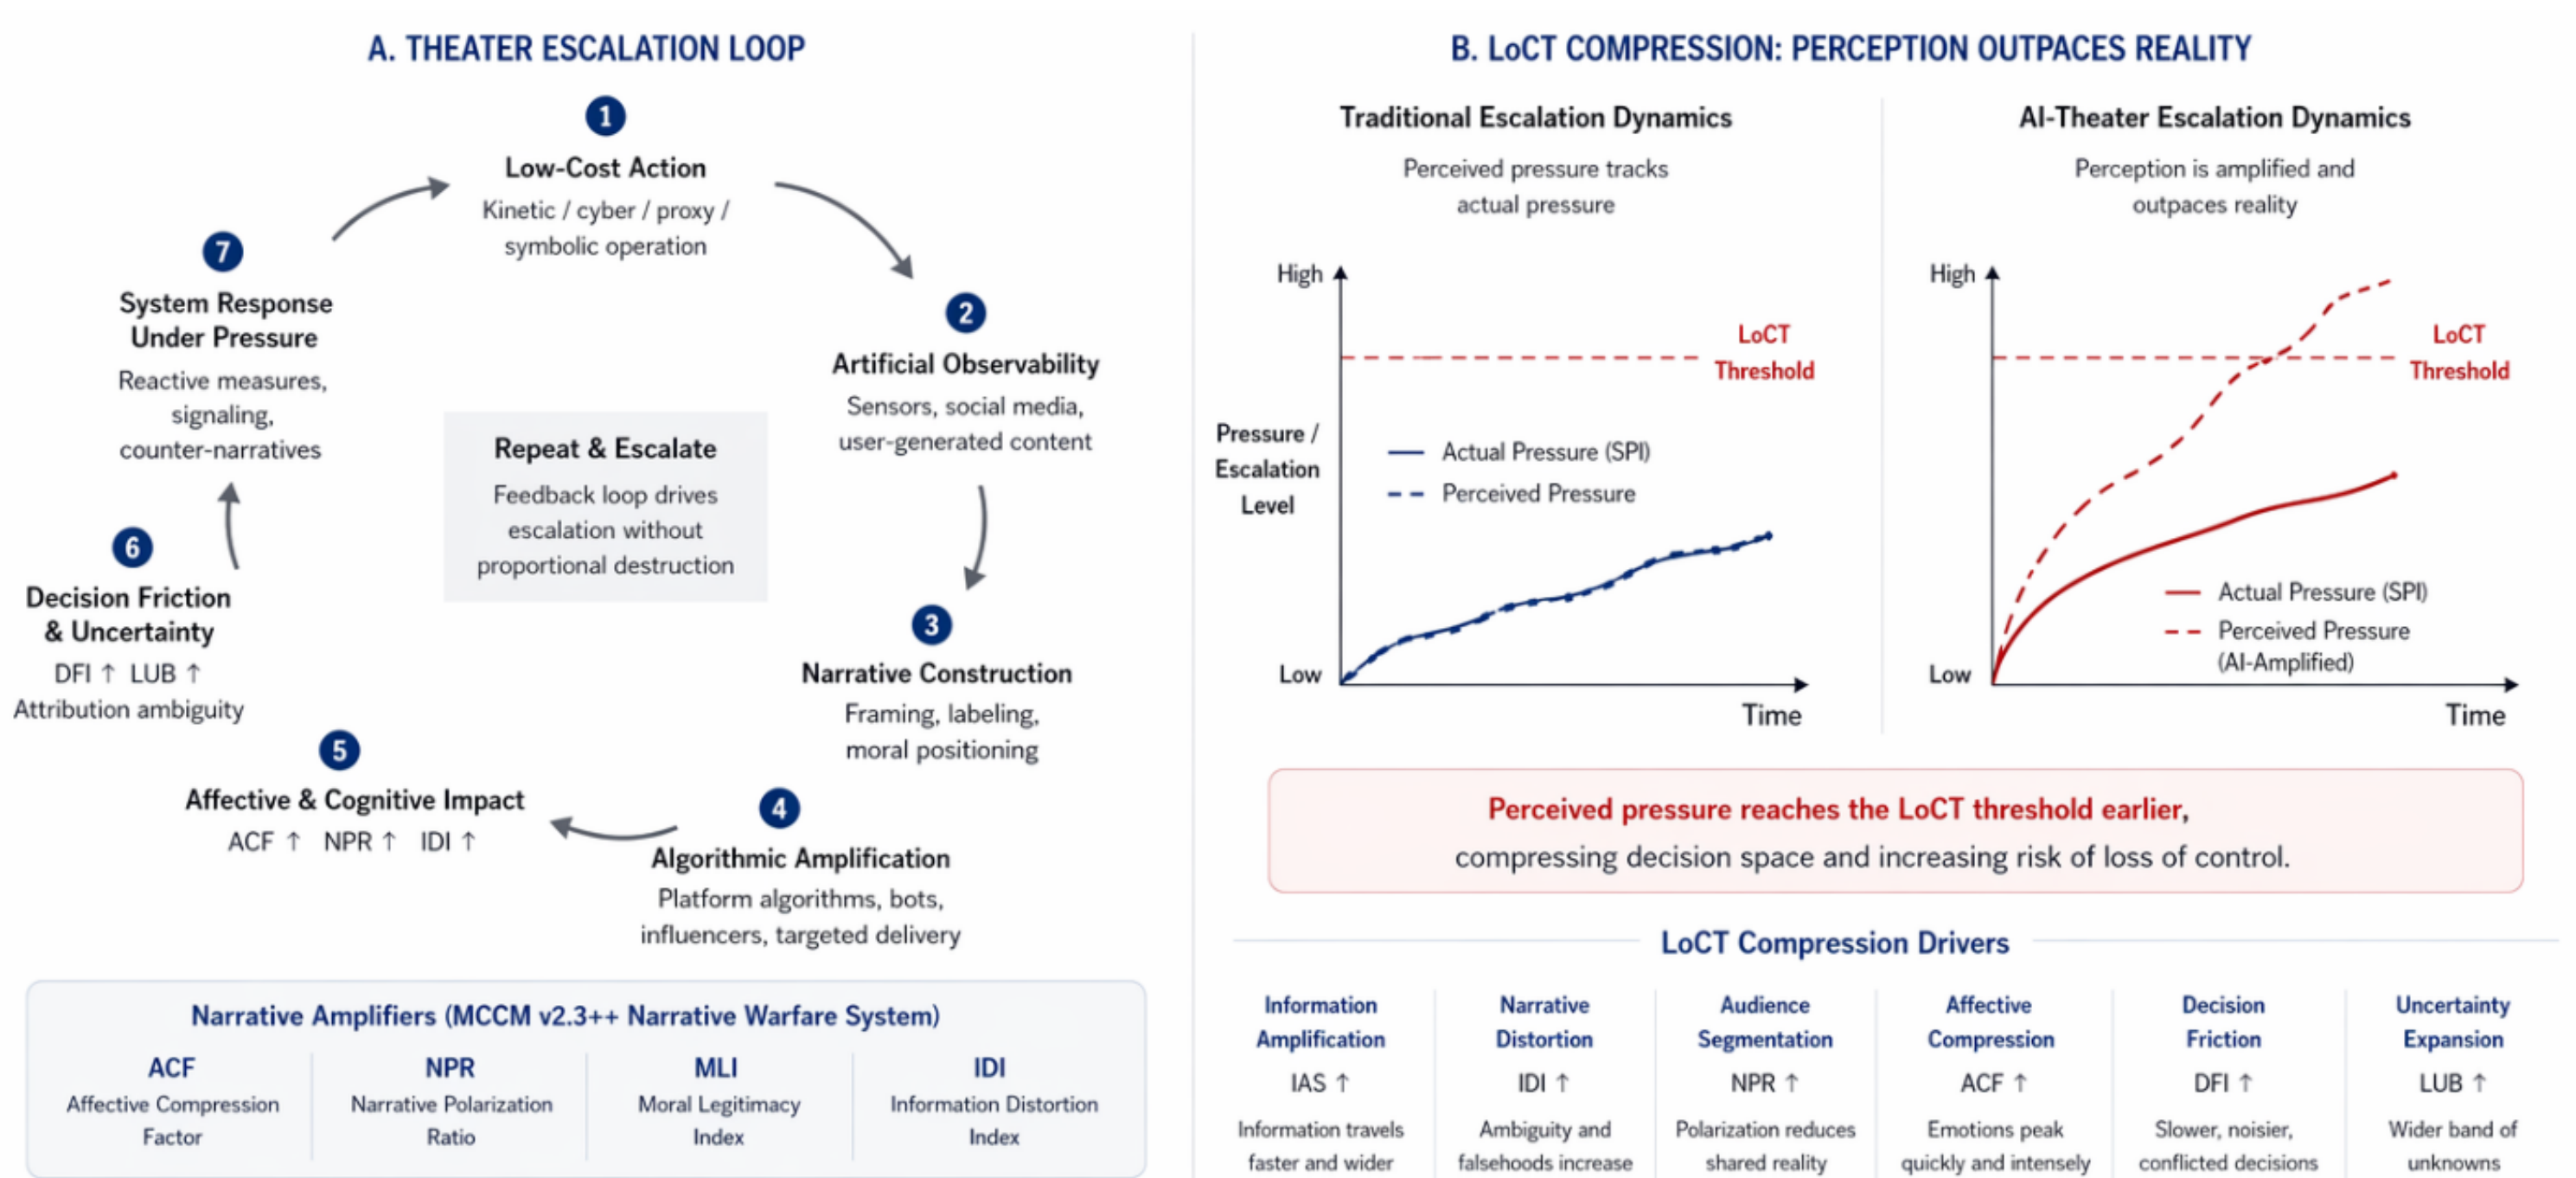 A. THEATER ESCALATION LOOP
1
Low-Cost Action
Kinetic / cyber / proxy /
symbolic operation
2
Artificial Observability
Sensors, social media,
user-generated content
3
Narrative Construction
Framing, labeling,
moral positioning
4
Algorithmic Amplification
Platform algorithms, bots,
influencers, targeted delivery
5
Affective & Cognitive Impact
ACF ↑ NPR ↑ IDI ↑
6
Decision Friction
& Uncertainty
DFI ↑ LUB ↑
Attribution ambiguity
7
System Response
Under Pressure
Reactive measures,
signaling,
counter-narratives
Repeat & Escalate
Feedback loop drives
escalation without
proportional destruction
Narrative Amplifiers (MCCM v2.3++ Narrative Warfare System)
ACF
Affective Compression
Factor
NPR
Narrative Polarization
Ratio
MLI
Moral Legitimacy
Index
IDI
Information Distortion
Index
B. LoCT COMPRESSION: PERCEPTION OUTPACES REALITY
Traditional Escalation Dynamics
Perceived pressure tracks
actual pressure
High
LoCT
Threshold
Pressure /
Escalation
Level
Actual Pressure (SPI)
Perceived Pressure
Low
Time
AI-Theater Escalation Dynamics
Perception is amplified and
outpaces reality
High
LoCT
Threshold
Actual Pressure (SPI)
Perceived Pressure
(AI-Amplified)
Low
Time
Perceived pressure reaches the LoCT threshold earlier,
compressing decision space and increasing risk of loss of control.
LoCT Compression Drivers
Information
Amplification
IAS ↑
Information travels
faster and wider
Narrative
Distortion
IDI ↑
Ambiguity and
falsehoods increase
Audience
Segmentation
NPR ↑
Polarization reduces
shared reality
Affective
Compression
ACF ↑
Emotions peak
quickly and intensely
Decision
Friction
DFI ↑
Slower, noisier,
conflicted decisions
Uncertainty
Expansion
LUB ↑
Wider band of
unknowns